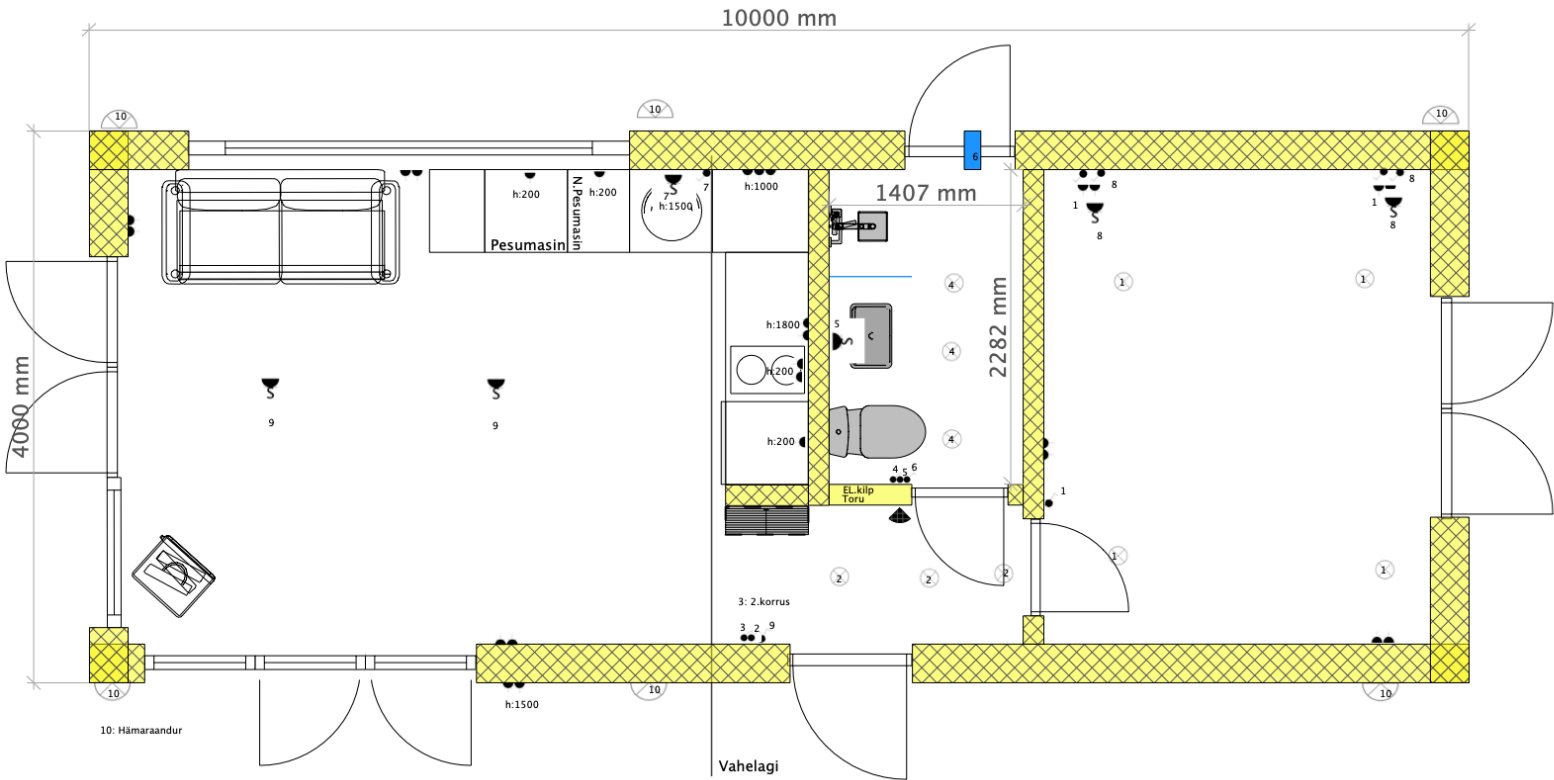 10000 mm
10
10
10
6
h:200
h:200
N.Pesumasin
7
h:1500
S
7
h:1000
1407 mm
8
1
S
8
8
1
S
8
Pesumasin
4
1
1
2282 mm
h:1800
5
S
4
h:200
4000 mm
S
9
S
9
h:200
4
4
5
6
EL.kilp
Toru
1
2
2
2
1
1
3: 2.korrus
3
2
9
10
10
10
h:1500
10: Hämaraandur
Vahelagi